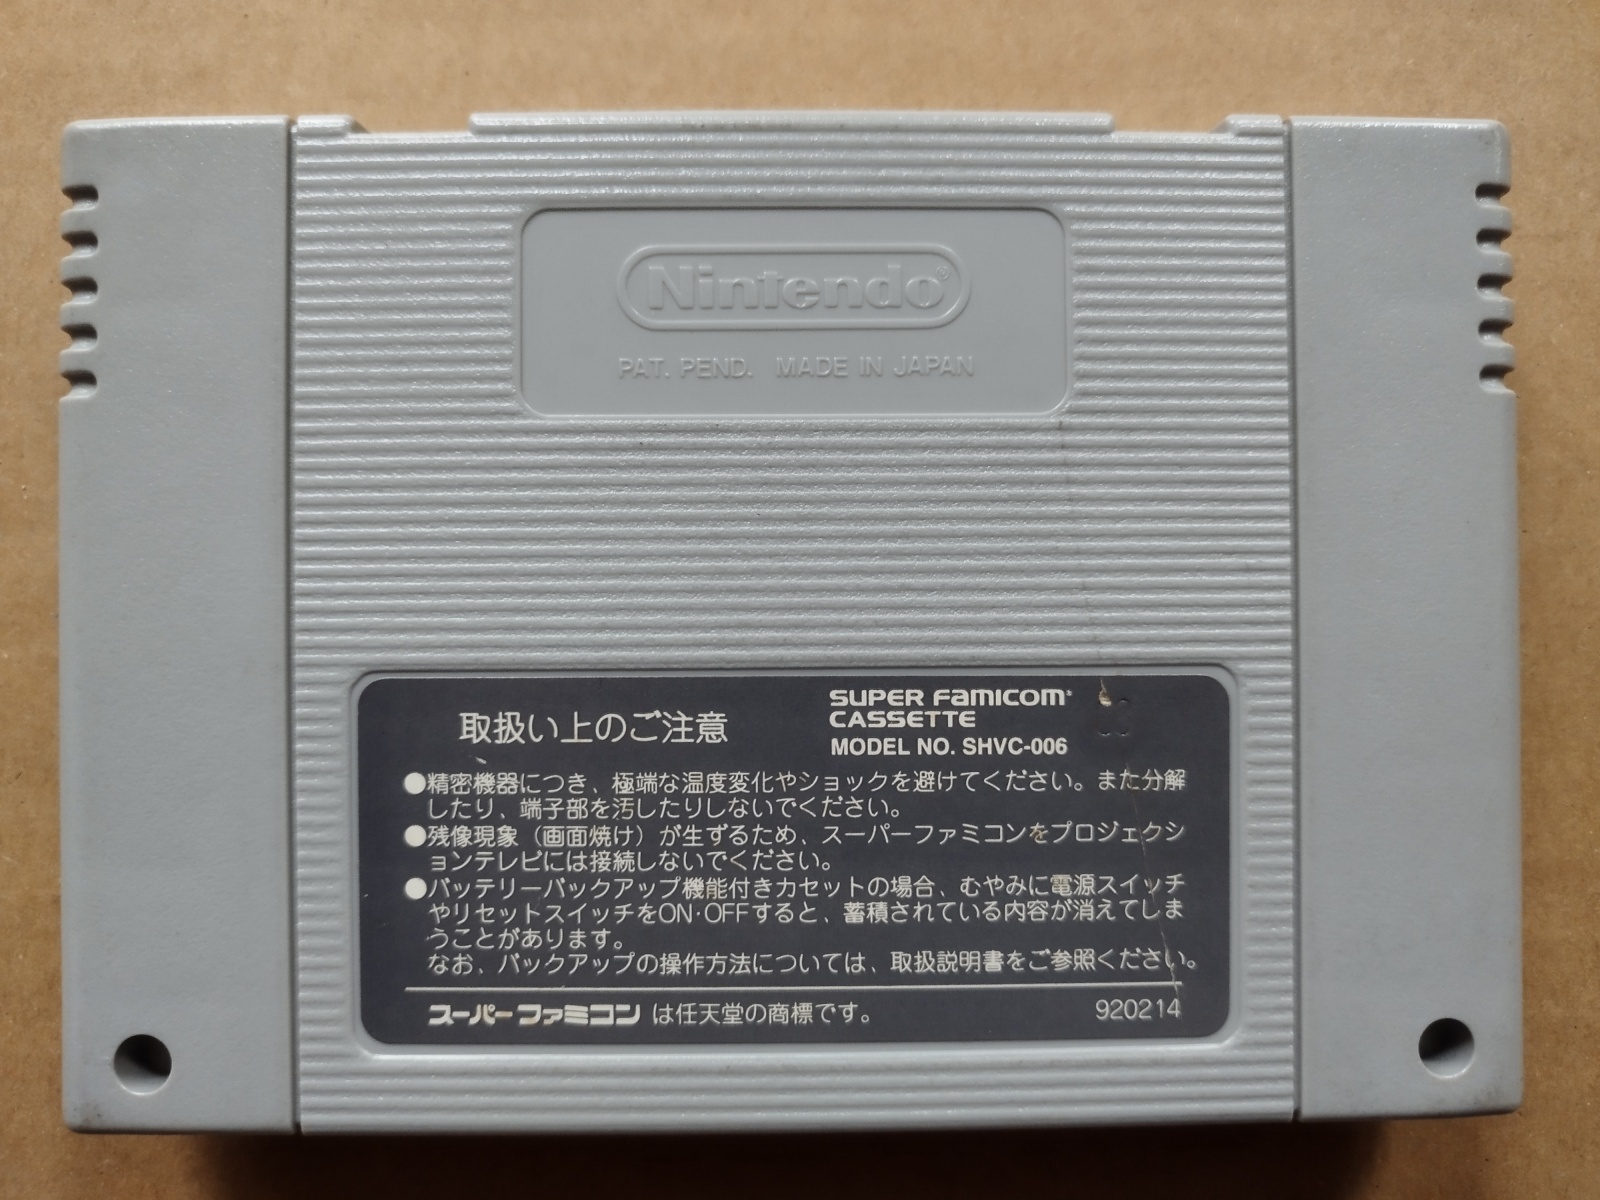 Nintendo®
PAT. PEND. MADE IN JAPAN
取扱い上のご注意
SUPER FAMICOM
CASSETTE
MODEL NO. SHVC-006
●精密機器につき、極端な温度変化やショックを避けてください。また分解
したり、端子部を汚したりしないでください。
●残像現象（画面焼け）が生ずるため、スーパーファミコンをプロジェクシ
ョンテレビには接続しないでください。
●バッテリーバックアップ機能付きカセットの場合、むやみに電源スイッチ
やリセットスイッチをON・OFFすると、蓄積されている内容が消えてしま
うことがあります。
なお、バックアップの操作方法については、取扱説明書をご参照ください。
スーパーファミコンは任天堂の商標です。
920214